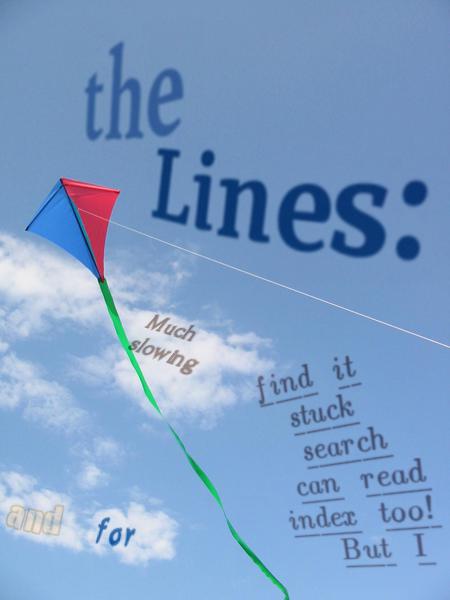 the
Lines:
Much
slowing
find it
stuck
search
can read
index too!
But I
and
for